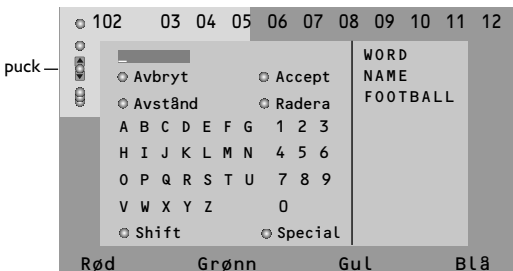 102 03 04 05 06 07 08 09 10 11 12
puck
Avbryt Accept
Avstånd Radera
A B C D E F G 1 2 3
H I J K L M N 4 5 6
O P Q R S T U 7 8 9
V W X Y Z 0
Shift Special
WORD
NAME
FOOTBALL
Rød Grønn Gul Blå